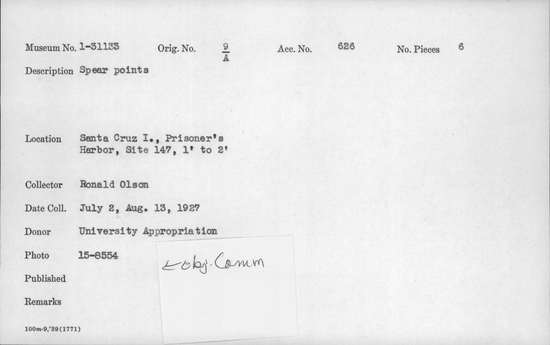 Museum No. 1-31133 Orig. No. 9/A Acc. No. 626 No. Pieces 6
Description Spear points
Location Santa Cruz I., Prisoner's
Harbor, Site 147, 1' to 2'
Collector Ronald Olson
Date Coll. July 2, Aug. 13, 1927
Donor University Appropriation
Photo 15-8554
← obj. Comm
Published
Remarks
100m-9,'39(1771)